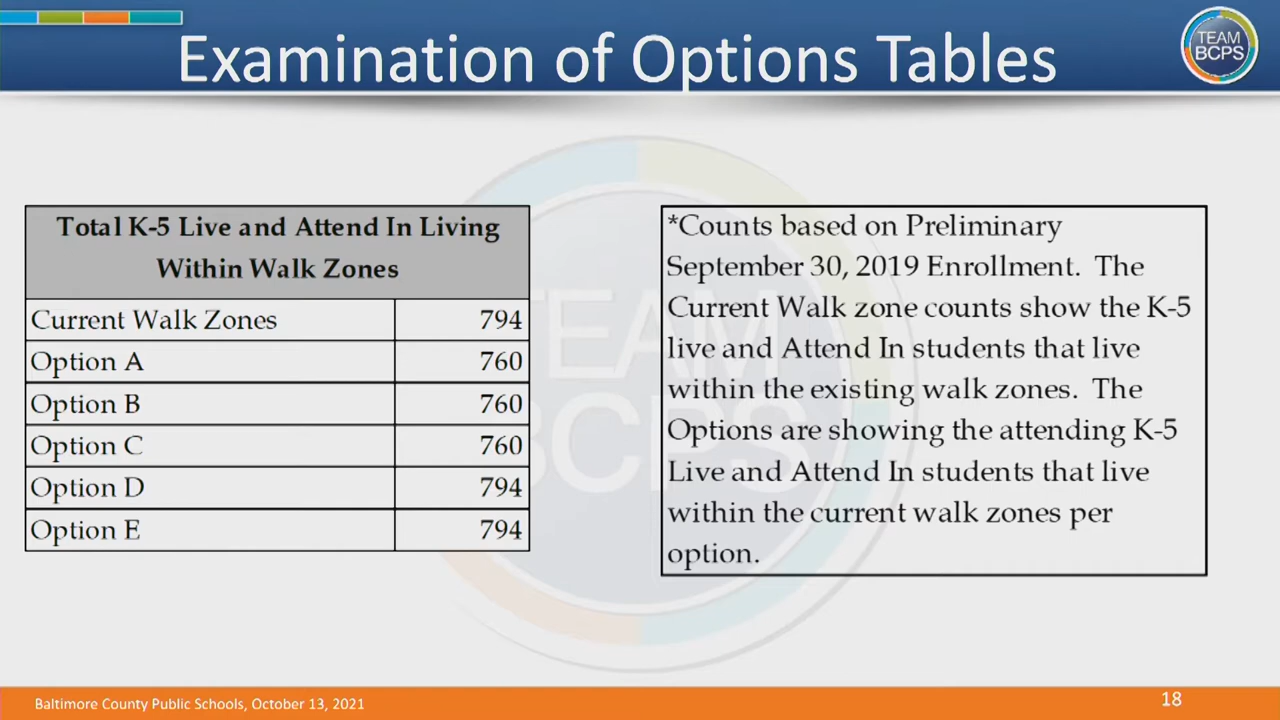 Examination of Options Tables
TEAM
BCPS
Total K-5 Live and Attend In Living
Within Walk Zones
Current Walk Zones 794
Option A 760
Option B 760
Option C 760
Option D 794
Option E 794
*Counts based on Preliminary
September 30, 2019 Enrollment. The
Current Walk zone counts show the K-5
live and Attend In students that live
within the existing walk zones. The
Options are showing the attending K-5
Live and Attend In students that live
within the current walk zones per
option.
TEAM
BCPS
Baltimore County Public Schools, October 13, 2021
18